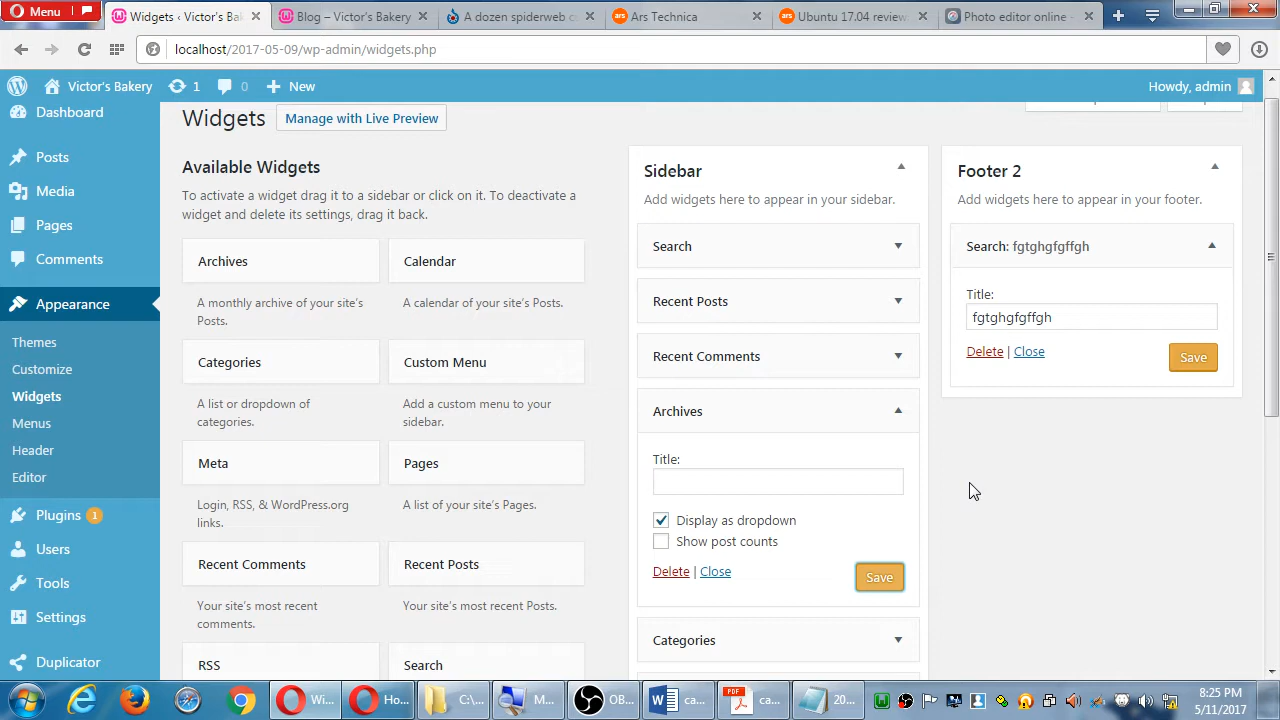 Menu
Widgets ‹ Victor's Bak
Blog – Victor's Bakery
A dozen spiderweb o
Ars Technica
Ubuntu 17.04 review
Photo editor online -
localhost/2017-05-09/wp-admin/widgets.php
Victor's Bakery
1
0
New
Howdy, admin
Dashboard
Posts
Media
Pages
Comments
Appearance
Themes
Customize
Widgets
Menus
Header
Editor
Plugins 1
Users
Tools
Settings
Duplicator
Widgets
Manage with Live Preview
Available Widgets
To activate a widget drag it to a sidebar or click on it. To deactivate a
widget and delete its settings, drag it back.
Archives
A monthly archive of your site's
Posts.
Calendar
A calendar of your site's Posts.
Categories
A list or dropdown of
categories.
Custom Menu
Add a custom menu to your
sidebar.
Meta
Login, RSS, & WordPress.org
links.
Pages
A list of your site's Pages.
Recent Comments
Your site's most recent
comments.
Recent Posts
Your site's most recent Posts.
RSS
Search
Sidebar
Add widgets here to appear in your sidebar.
Search
Recent Posts
Recent Comments
Archives
Title:
Display as dropdown
Show post counts
Delete | Close
Save
Categories
Footer 2
Add widgets here to appear in your footer.
Search: fgtghgfgffgh
Title:
fgtghgfgffgh
Delete | Close
Save
Wi...
Ho...
C:\...
M...
OB...
ca...
ca...
20...
8:25 PM
5/11/2017